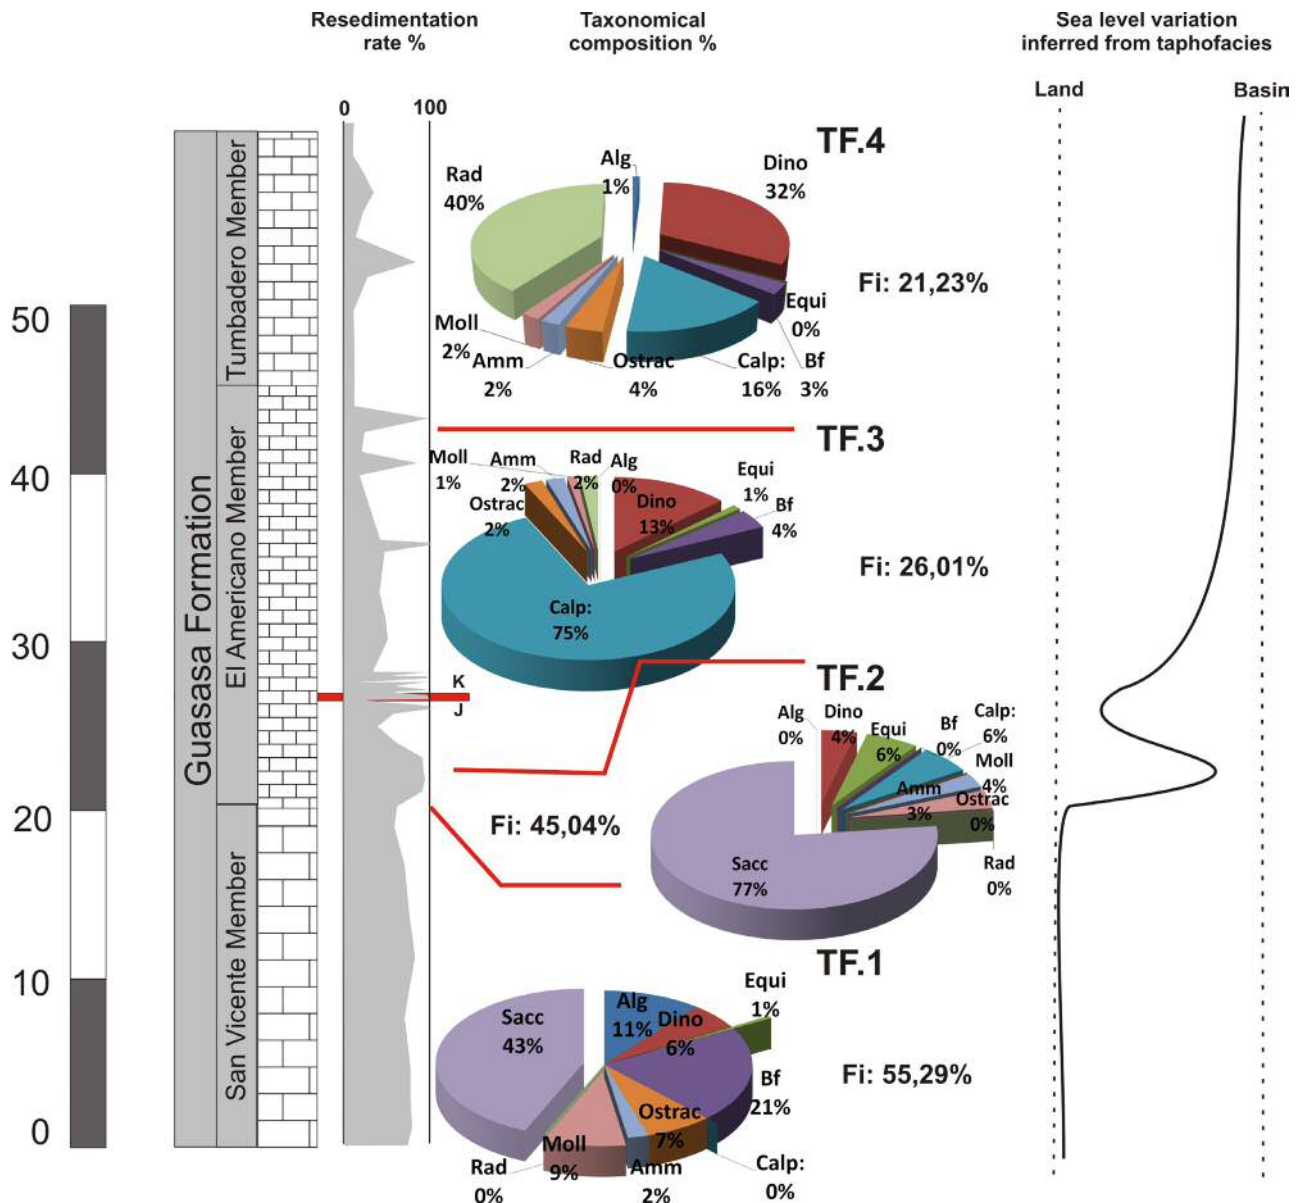 Resedimentation
rate %
Taxonomical
composition %
Sea level variation
inferred from taphofacies
Land
Basin
0
100
50
40
30
20
10
0
Guasasa Formation
Tumbadero Member
El Americano Member
San Vicente Member
K
J
TF.4
Rad
40%
Alg
1%
Dino
32%
Equi
0%
Bf
3%
Calp:
16%
Ostrac
4%
Amm
2%
Moll
2%
Fi: 21,23%
TF.3
Moll
1%
Amm
2%
Rad
2%
Alg
0%
Dino
13%
Equi
1%
Bf
4%
Ostrac
2%
Calp:
75%
Fi: 26,01%
TF.2
Alg
0%
Dino
4%
Equi
6%
Bf
0%
Calp:
6%
Moll
4%
Amm
3%
Ostrac
0%
Rad
0%
Sacc
77%
Fi: 45,04%
TF.1
Sacc
43%
Alg
11%
Dino
6%
Equi
1%
Bf
21%
Ostrac
7%
Calp:
0%
Amm
2%
Moll
9%
Rad
0%
Fi: 55,29%